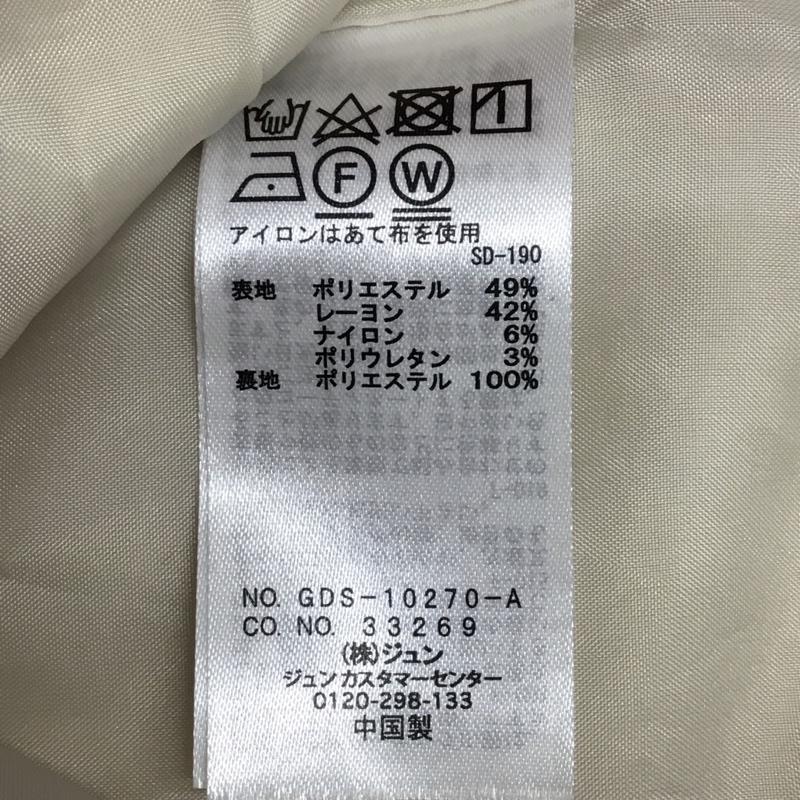 F W
アイロンはあて布を使用
SD-190
表地 ポリエステル 49%
レーヨン 42%
ナイロン 6%
ポリウレタン 3%
裏地 ポリエステル 100%
NO. GDS-10270-A
CO. NO. 33269
(株)ジュン
ジュンカスタマーセンター
0120-298-133
中国製